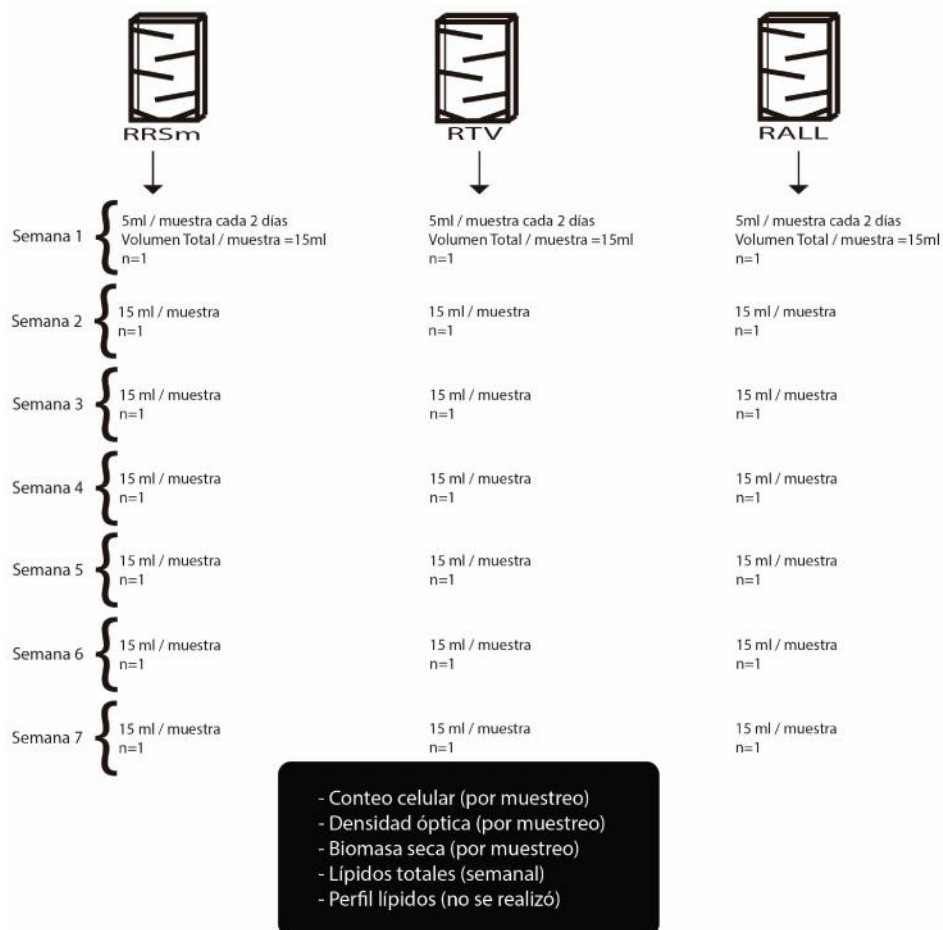 RRSm
RTV
RALL
Semana 1
5ml / muestra cada 2 días
Volumen Total / muestra =15ml
n=1
5ml / muestra cada 2 días
Volumen Total / muestra =15ml
n=1
5ml / muestra cada 2 días
Volumen Total / muestra =15ml
n=1
Semana 2
15 ml / muestra
n=1
15 ml / muestra
n=1
15 ml / muestra
n=1
Semana 3
15 ml / muestra
n=1
15 ml / muestra
n=1
15 ml / muestra
n=1
Semana 4
15 ml / muestra
n=1
15 ml / muestra
n=1
15 ml / muestra
n=1
Semana 5
15 ml / muestra
n=1
15 ml / muestra
n=1
15 ml / muestra
n=1
Semana 6
15 ml / muestra
n=1
15 ml / muestra
n=1
15 ml / muestra
n=1
Semana 7
15 ml / muestra
n=1
15 ml / muestra
n=1
15 ml / muestra
n=1
- Conteo celular (por muestreo)
- Densidad óptica (por muestreo)
- Biomasa seca (por muestreo)
- Lípidos totales (semanal)
- Perfil lípidos (no se realizó)